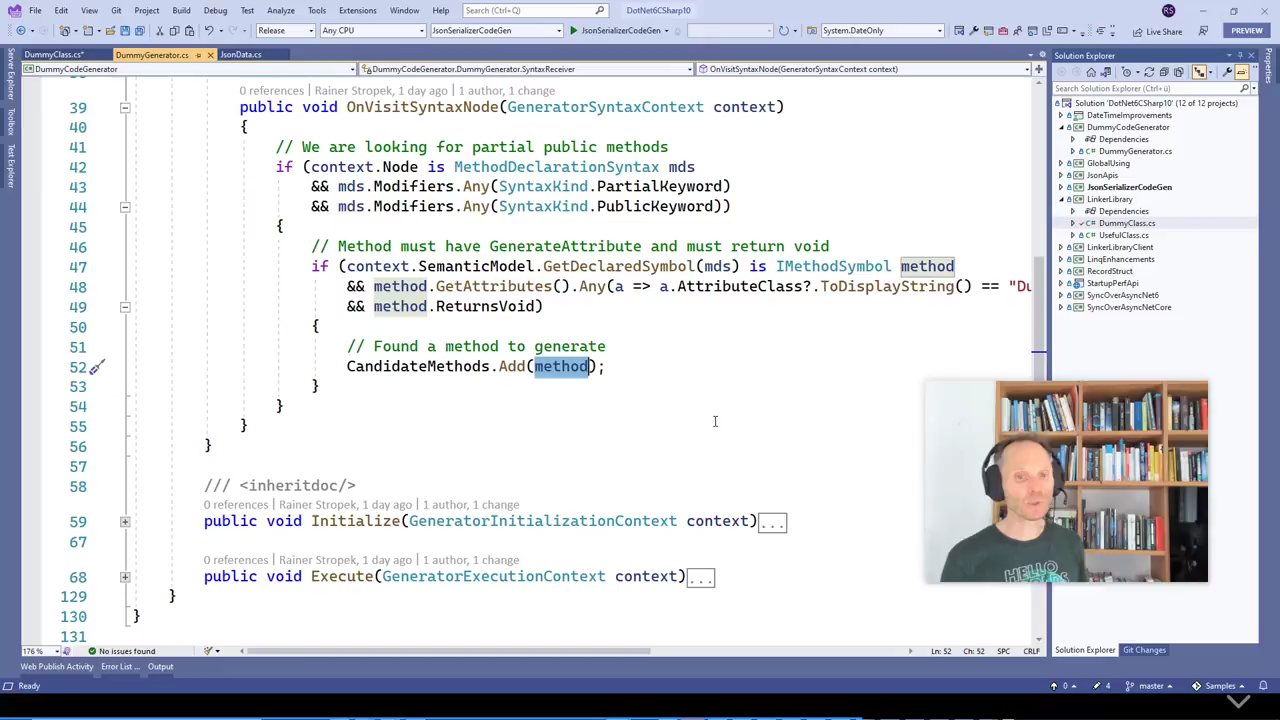 File Edit View Git Project Build Debug Test Analyze Tools Extensions Window Help Search (Ctrl+Q) DotNet6CSharp10 RS
Release Any CPU JsonSerializerCodeGen JsonSerializerCodeGen System.DateOnly Live Share PREVIEW
Server Explorer
Toolbox
Test Explorer
DummyClass.cs* DummyGenerator.cs JsonData.cs
DummyCodeGenerator DummyCodeGenerator.DummyGenerator.SyntaxReceiver OnVisitSyntaxNode(GeneratorSyntaxContext context)
0 references | Rainer Stropek, 1 day ago | 1 author, 1 change
39 public void OnVisitSyntaxNode(GeneratorSyntaxContext context)
40 {
41 // We are looking for partial public methods
42 if (context.Node is MethodDeclarationSyntax mds
43 && mds.Modifiers.Any(SyntaxKind.PartialKeyword)
44 && mds.Modifiers.Any(SyntaxKind.PublicKeyword))
45 {
46 // Method must have GenerateAttribute and must return void
47 if (context.SemanticModel.GetDeclaredSymbol(mds) is IMethodSymbol method
48 && method.GetAttributes().Any(a => a.AttributeClass?.ToDisplayString() == "Du
49 && method.ReturnsVoid)
50 {
51 // Found a method to generate
52 CandidateMethods.Add(method);
53 }
54 }
55 }
56 }
57
58 /// <inheritdoc/>
0 references | Rainer Stropek, 1 day ago | 1 author, 1 change
59 public void Initialize(GeneratorInitializationContext context)...
67
0 references | Rainer Stropek, 1 day ago | 1 author, 1 change
68 public void Execute(GeneratorExecutionContext context)...
129 }
130 }
131
176 % No issues found Ln: 52 Ch: 52 SPC CRLF
Web Publish Activity Error List ... Output
Ready 0 4 master Samples
Solution Explorer
Search Solution Explorer (Ctrl+ü)
Solution 'DotNet6CSharp10' (12 of 12 projects)
DateTimeImprovements
DummyCodeGenerator
Dependencies
C# DummyGenerator.cs
GlobalUsing
JsonApis
JsonSerializerCodeGen
LinkerLibrary
Dependencies
C# DummyClass.cs
C# UsefulClass.cs
LinkerLibraryClient
LinqEnhancements
RecordStruct
StartupPerfApi
SyncOverAsyncNet6
SyncOverAsyncNetCore
Solution Explorer Git Changes
HELLO